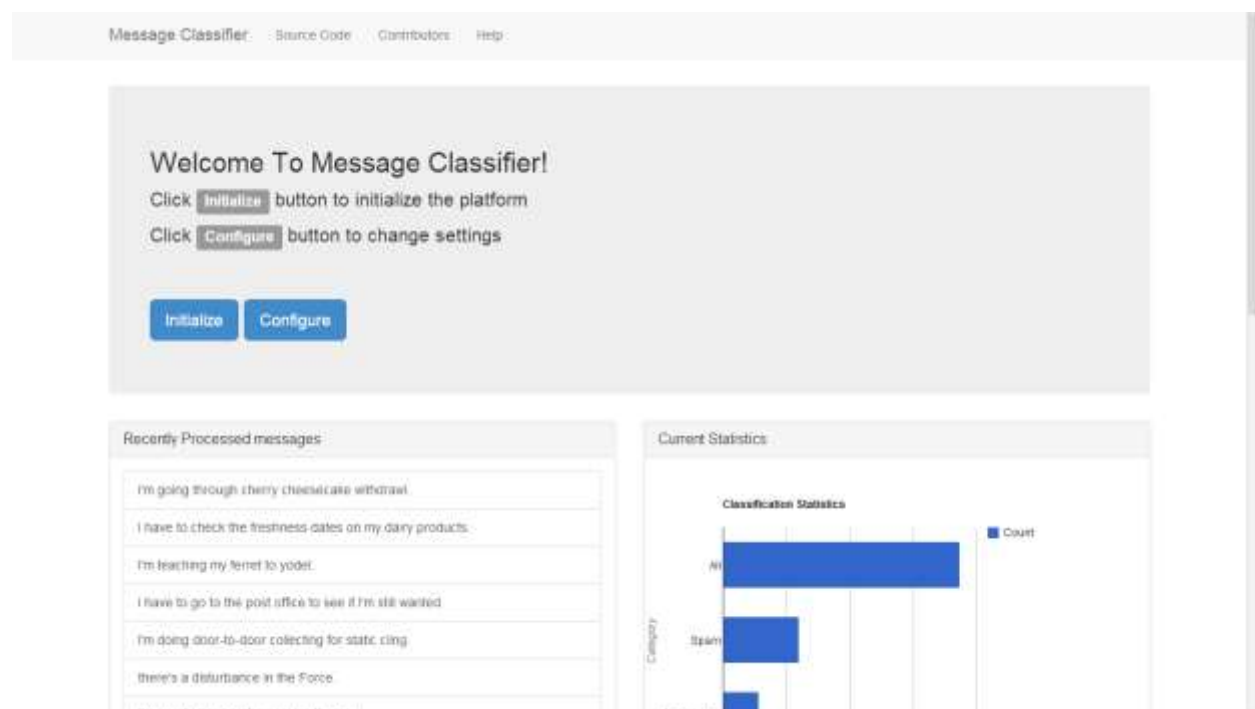 Message Classifier Source Code Contributors Help
Welcome To Message Classifier!
Click Initialize button to initialize the platform
Click Configure button to change settings
Initialize Configure
Recently Processed messages
I'm going through cherry cheesecake withdrawl.
I have to check the freshness dates on my dairy products.
I'm teaching my ferret to yodel.
I have to go to the post office to see if I'm still wanted.
I'm doing door-to-door collecting for static cling.
there's a disturbance in the Force.
Current Statistics
Classification Statistics
Count
All
Spam
Category